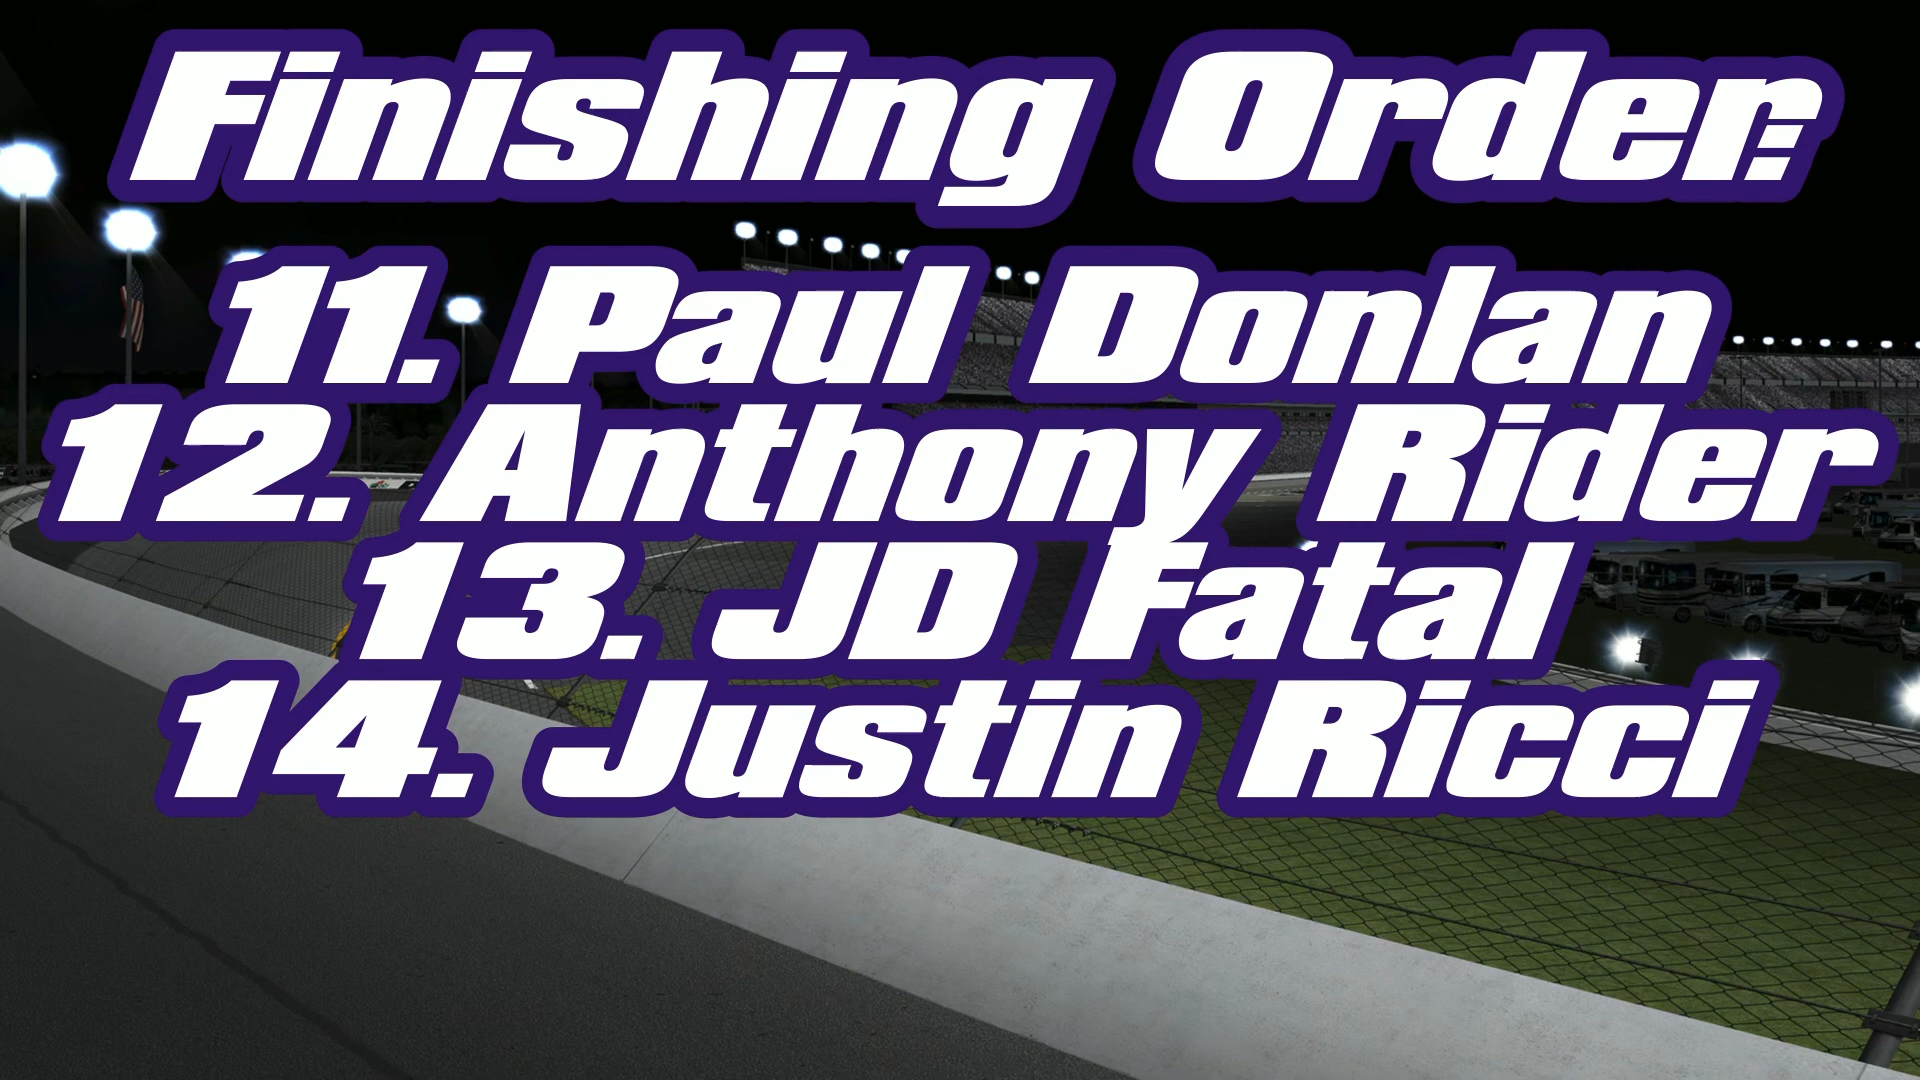 Finishing Order:
11. Paul Donlan
12. Anthony Rider
13. JD Fatal
14. Justin Ricci